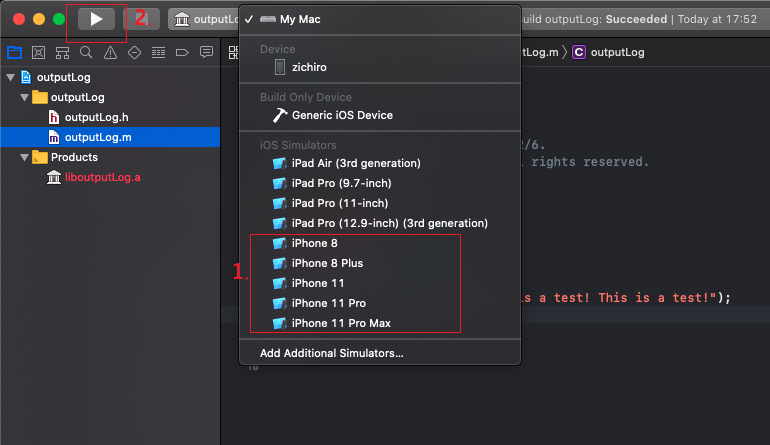 2.
outputLog
My Mac
Build outputLog: Succeeded | Today at 17:52
Device
zichiro
Build Only Device
Generic iOS Device
iOS Simulators
iPad Air (3rd generation)
iPad Pro (9.7-inch)
iPad Pro (11-inch)
iPad Pro (12.9-inch) (3rd generation)
1.
iPhone 8
iPhone 8 Plus
iPhone 11
iPhone 11 Pro
iPhone 11 Pro Max
Add Additional Simulators...
outputLog
outputLog
h outputLog.h
m outputLog.m
Products
liboutputLog.a
Log.m 〉 C outputLog
2/6.
rights reserved.
s a test! This is a test!");